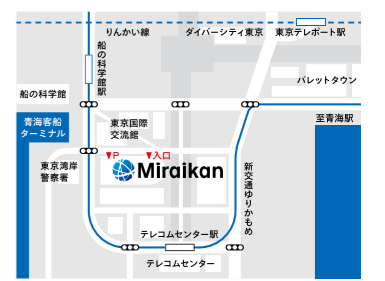 りんかい線
ダイバーシティ東京
東京テレポート駅
船の科学館駅
パレットタウン
船の科学館
青海客船
ターミナル
東京国際
交流館
至青海駅
P
入口
東京湾岸
警察署
Miraikan
新交通ゆりかもめ
テレコムセンター駅
テレコムセンター